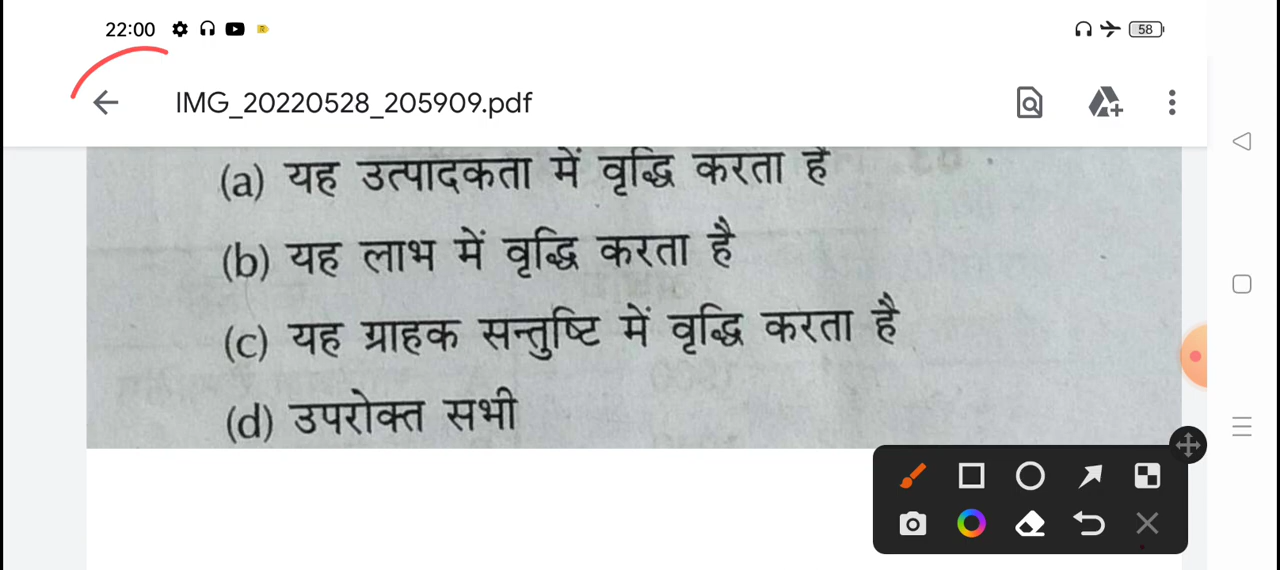 22:00
58
IMG_20220528_205909.pdf
(a) यह उत्पादकता में वृद्धि करता है
(b) यह लाभ में वृद्धि करता है
(c) यह ग्राहक सन्तुष्टि में वृद्धि करता है
(d) उपरोक्त सभी